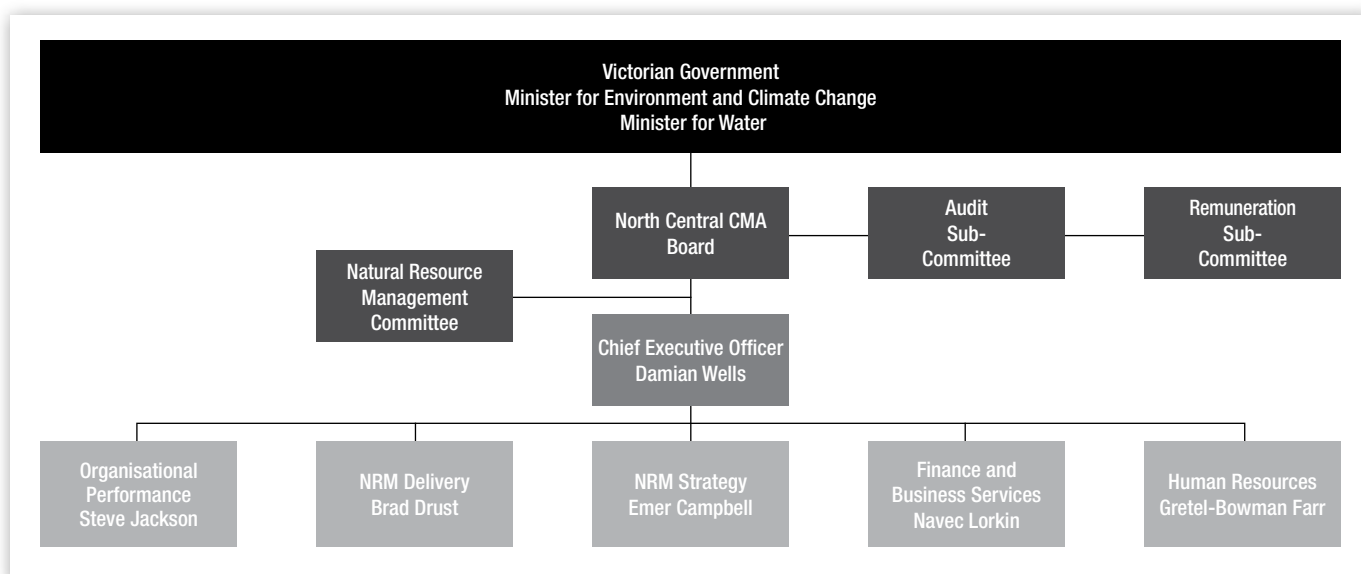 Victorian Government
Minister for Environment and Climate Change
Minister for Water
North Central CMA
Board
Audit
Sub-
Committee
Remuneration
Sub-
Committee
Natural Resource
Management
Committee
Chief Executive Officer
Damian Wells
Organisational
Performance
Steve Jackson
NRM Delivery
Brad Drust
NRM Strategy
Emer Campbell
Finance and
Business Services
Navec Lorkin
Human Resources
Gretel-Bowman Farr